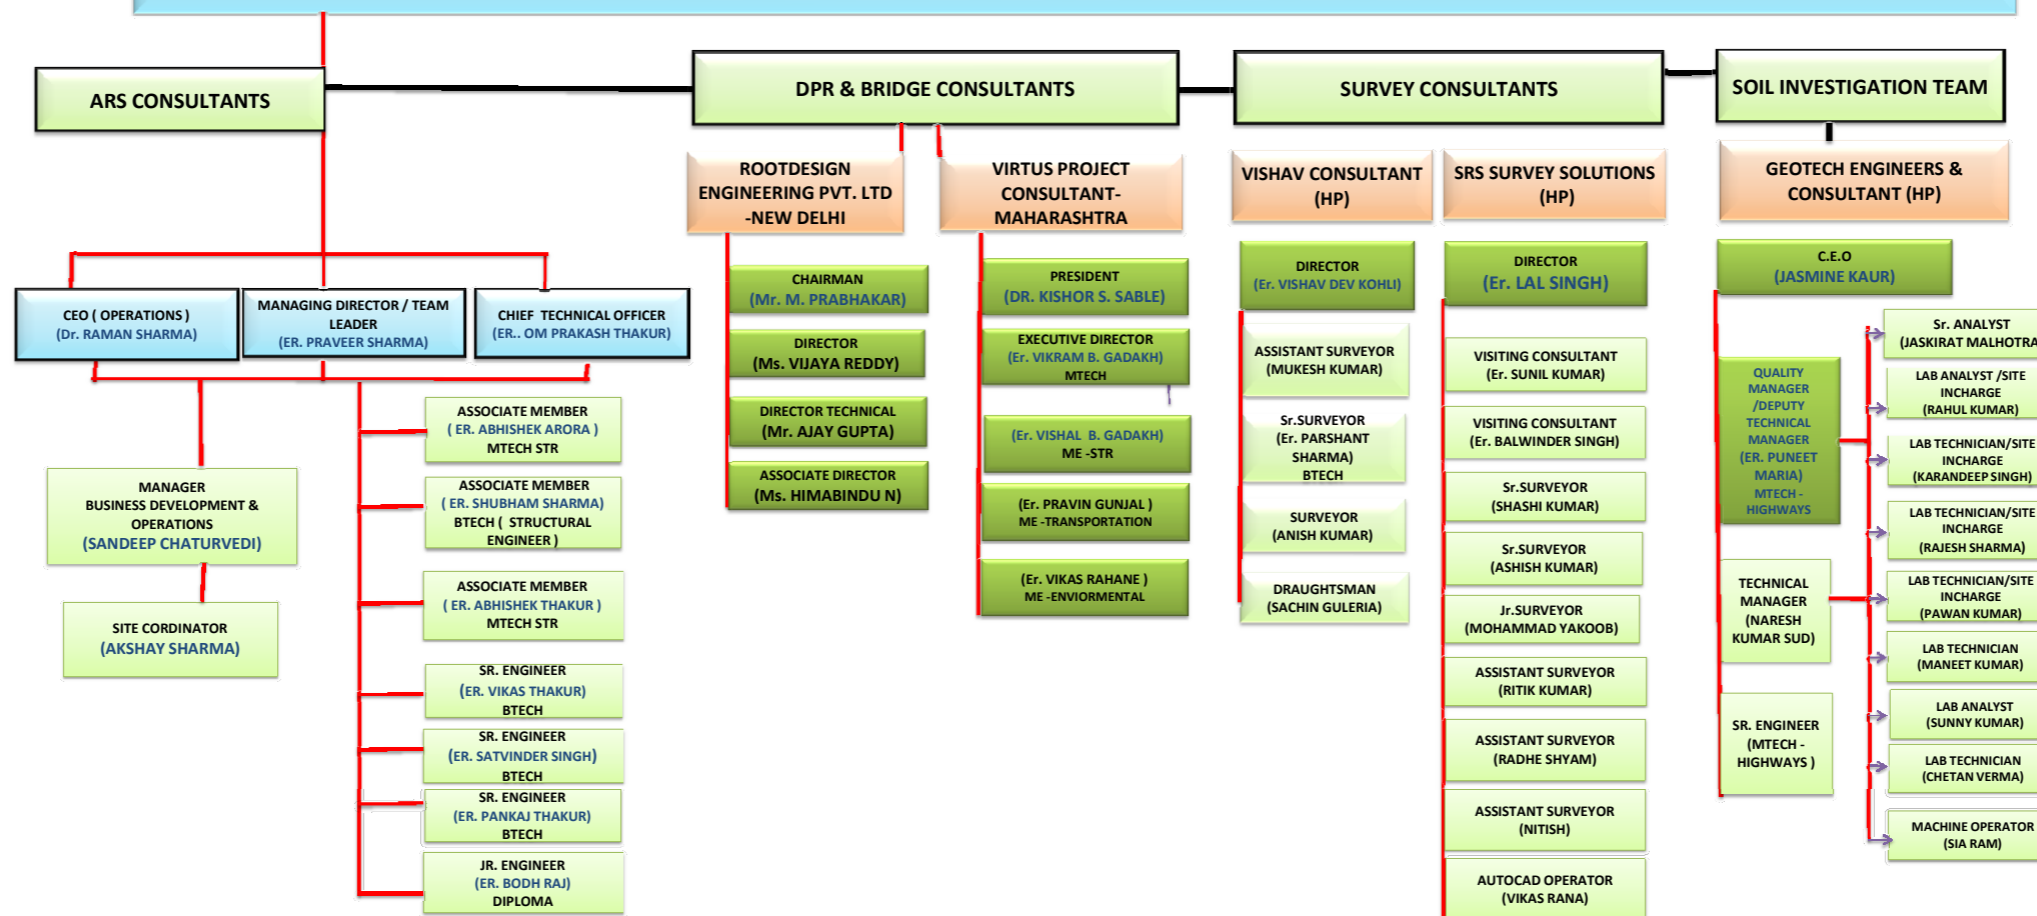 ARS CONSULTANTS
DPR & BRIDGE CONSULTANTS
SURVEY CONSULTANTS
SOIL INVESTIGATION TEAM
CEO ( OPERATIONS )
(Dr. RAMAN SHARMA)
MANAGING DIRECTOR / TEAM
LEADER
(ER. PRAVEER SHARMA)
CHIEF TECHNICAL OFFICER
(ER.. OM PRAKASH THAKUR)
MANAGER
BUSINESS DEVELOPMENT &
OPERATIONS
(SANDEEP CHATURVEDI)
SITE CORDINATOR
(AKSHAY SHARMA)
ASSOCIATE MEMBER
( ER. ABHISHEK ARORA )
MTECH STR
ASSOCIATE MEMBER
( ER. SHUBHAM SHARMA)
BTECH ( STRUCTURAL
ENGINEER )
ASSOCIATE MEMBER
( ER. ABHISHEK THAKUR )
MTECH STR
SR. ENGINEER
(ER. VIKAS THAKUR)
BTECH
SR. ENGINEER
(ER. SATVINDER SINGH)
BTECH
SR. ENGINEER
(ER. PANKAJ THAKUR)
BTECH
JR. ENGINEER
(ER. BODH RAJ)
DIPLOMA
ROOTDESIGN
ENGINEERING PVT. LTD
-NEW DELHI
CHAIRMAN
(Mr. M. PRABHAKAR)
DIRECTOR
(Ms. VIJAYA REDDY)
DIRECTOR TECHNICAL
(Mr. AJAY GUPTA)
ASSOCIATE DIRECTOR
(Ms. HIMABINDU N)
VIRTUS PROJECT
CONSULTANT-
MAHARASHTRA
PRESIDENT
(DR. KISHOR S. SABLE)
EXECUTIVE DIRECTOR
(Er. VIKRAM B. GADAKH)
MTECH
(Er. VISHAL B. GADAKH)
ME -STR
(Er. PRAVIN GUNJAL )
ME -TRANSPORTATION
(Er. VIKAS RAHANE )
ME -ENVIORMENTAL
VISHAV CONSULTANT
(HP)
DIRECTOR
(Er. VISHAV DEV KOHLI)
ASSISTANT SURVEYOR
(MUKESH KUMAR)
Sr.SURVEYOR
(Er. PARSHANT
SHARMA)
BTECH
SURVEYOR
(ANISH KUMAR)
DRAUGHTSMAN
(SACHIN GULERIA)
SRS SURVEY SOLUTIONS
(HP)
DIRECTOR
(Er. LAL SINGH)
VISITING CONSULTANT
(Er. SUNIL KUMAR)
VISITING CONSULTANT
(Er. BALWINDER SINGH)
Sr.SURVEYOR
(SHASHI KUMAR)
Sr.SURVEYOR
(ASHISH KUMAR)
Jr.SURVEYOR
(MOHAMMAD YAKOOB)
ASSISTANT SURVEYOR
(RITIK KUMAR)
ASSISTANT SURVEYOR
(RADHE SHYAM)
ASSISTANT SURVEYOR
(NITISH)
AUTOCAD OPERATOR
(VIKAS RANA)
GEOTECH ENGINEERS &
CONSULTANT (HP)
C.E.O
(JASMINE KAUR)
QUALITY
MANAGER
/DEPUTY
TECHNICAL
MANAGER
(ER. PUNEET
MARIA)
MTECH -
HIGHWAYS
TECHNICAL
MANAGER
(NARESH
KUMAR SUD)
SR. ENGINEER
(MTECH -
HIGHWAYS )
Sr. ANALYST
(JASKIRAT MALHOTRA
LAB ANALYST /SITE
INCHARGE
(RAHUL KUMAR)
LAB TECHNICIAN/SITE
INCHARGE
(KARANDEEP SINGH)
LAB TECHNICIAN/SITE
INCHARGE
(RAJESH SHARMA)
LAB TECHNICIAN/SITE
INCHARGE
(PAWAN KUMAR)
LAB TECHNICIAN
(MANEET KUMAR)
LAB ANALYST
(SUNNY KUMAR)
LAB TECHNICIAN
(CHETAN VERMA)
MACHINE OPERATOR
(SIA RAM)